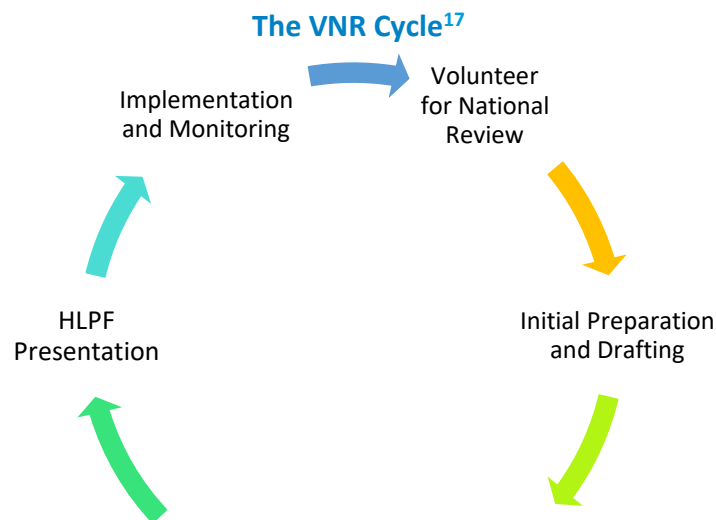 The VNR Cycle17
Volunteer
for National
Review
Initial Preparation
and Drafting
HLPF
Presentation
Implementation
and Monitoring